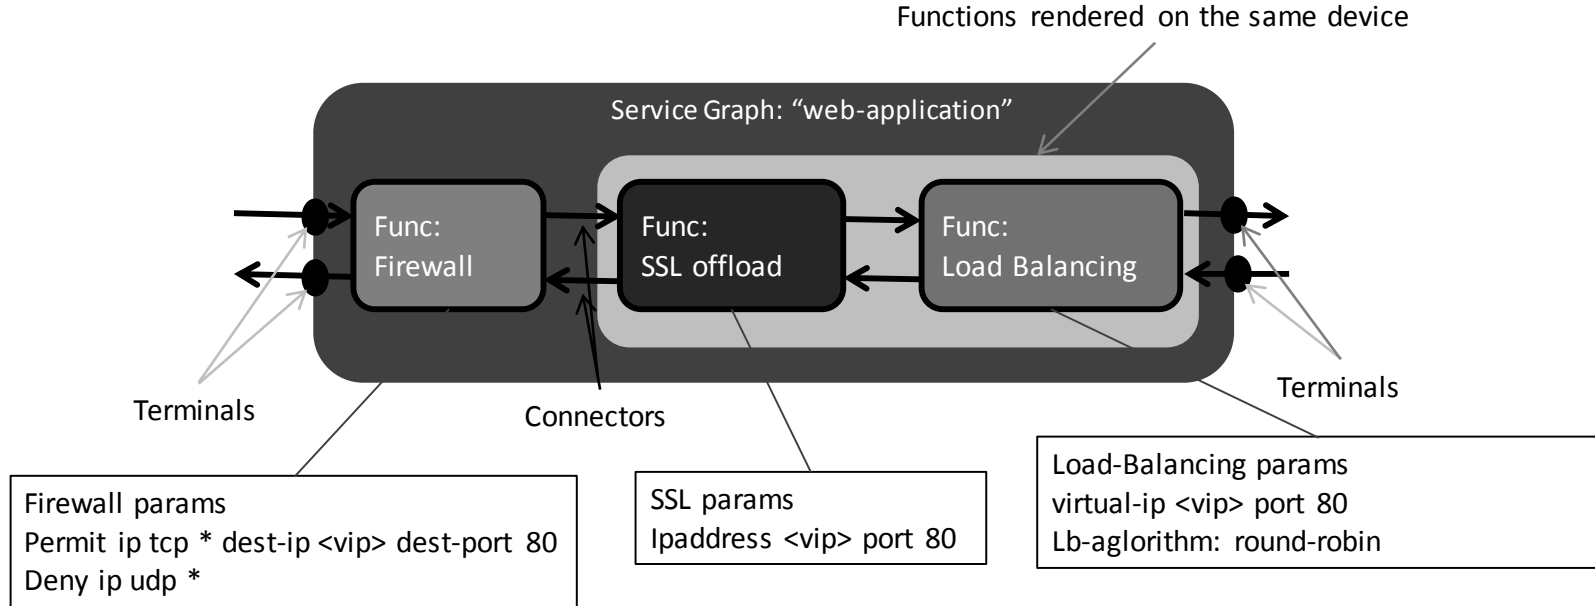 Functions rendered on the same device
Service Graph: “web-application”
Func:
Firewall
Func:
SSL offload
Func:
Load Balancing
Terminals
Connectors
Terminals
Firewall params
Permit ip tcp * dest-ip <vip> dest-port 80
Deny ip udp *
SSL params
Ipaddress <vip> port 80
Load-Balancing params
virtual-ip <vip> port 80
Lb-aglorithm: round-robin